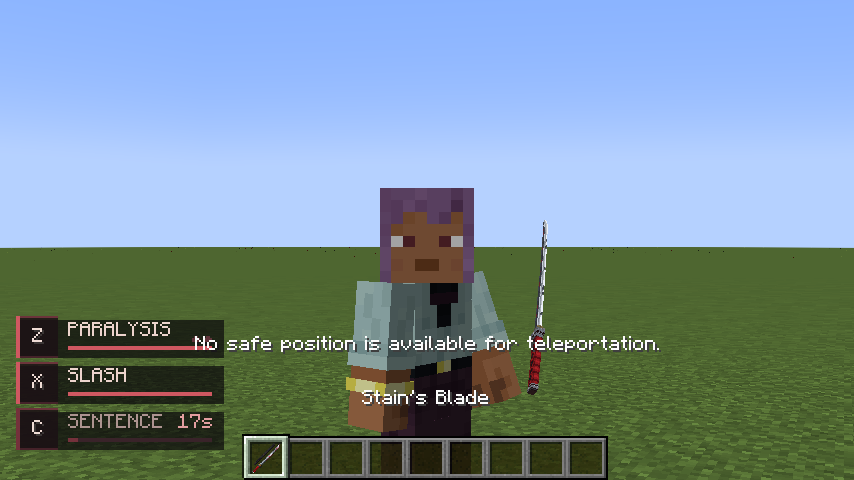 Z
PARALYSIS
No safe position is available for teleportation.
X
SLASH
Stain's Blade
C
SENTENCE 17s